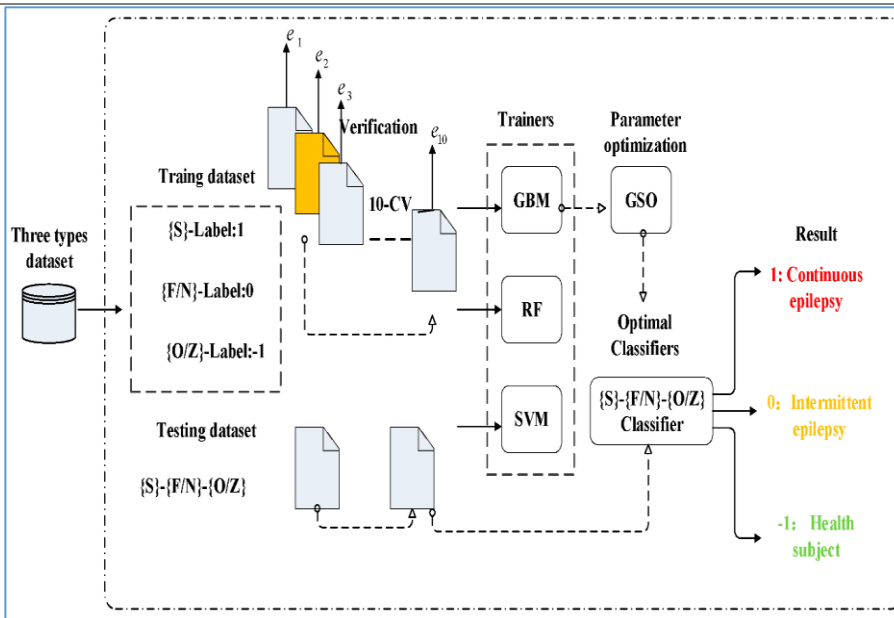 e1
e2
e3
Verification
e10
Trainers
Parameter
optimization
Traing dataset
10-CV
GBM
GSO
Three types
dataset
{S}-Label:1
{F/N}-Label:0
{O/Z}-Label:-1
RF
Optimal
Classifiers
Result
1: Continuous
epilepsy
{S}-{F/N}-{O/Z}
Classifier
0: Intermittent
epilepsy
Testing dataset
{S}-{F/N}-{O/Z}
SVM
-1: Health
subject